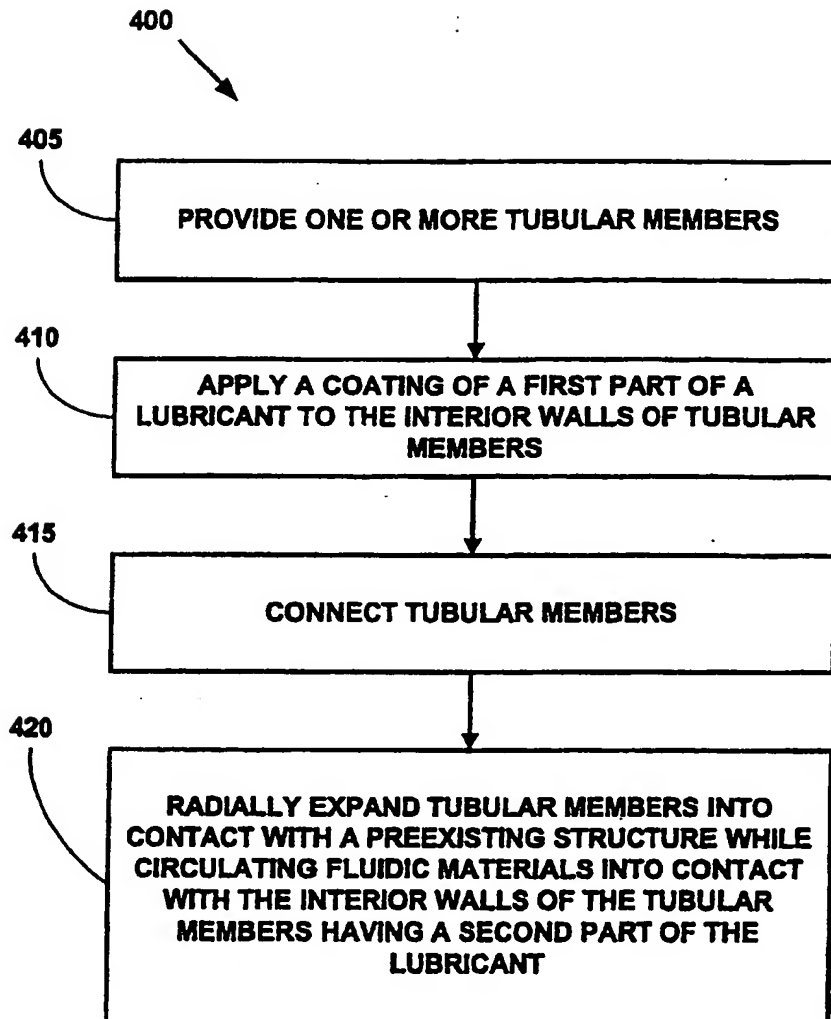 400
405
PROVIDE ONE OR MORE TUBULAR MEMBERS
410
APPLY A COATING OF A FIRST PART OF A
LUBRICANT TO THE INTERIOR WALLS OF TUBULAR
MEMBERS
415
CONNECT TUBULAR MEMBERS
420
RADIALLY EXPAND TUBULAR MEMBERS INTO
CONTACT WITH A PREEXISTING STRUCTURE WHILE
CIRCULATING FLUIDIC MATERIALS INTO CONTACT
WITH THE INTERIOR WALLS OF THE TUBULAR
MEMBERS HAVING A SECOND PART OF THE
LUBRICANT